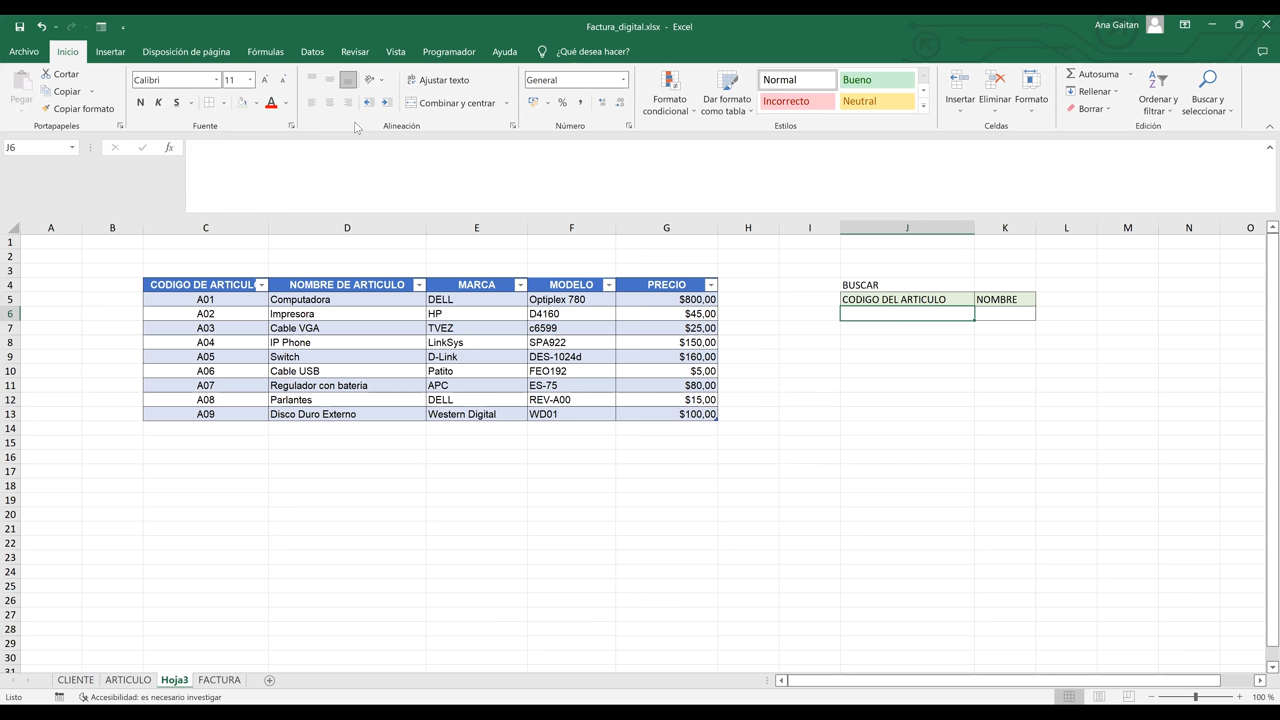 Factura_digital.xlsx - Excel
Ana Gaitan
Archivo Inicio Insertar Disposición de página Fórmulas Datos Revisar Vista Programador Ayuda ¿Qué desea hacer?
Pegar
Cortar
Copiar
Copiar formato
Portapapeles
Calibri 11
N K S
Fuente
Ajustar texto
Combinar y centrar
Alineación
General
$ % 000
Número
Formato condicional
Dar formato como tabla
Normal Bueno
Incorrecto Neutral
Estilos
Insertar Eliminar Formato
Celdas
Autosuma
Rellenar
Borrar
Ordenar y filtrar
Buscar y seleccionar
Edición
J6 fx
A B C D E F G H I J K L M N O
1
2
3
4 CODIGO DE ARTICUL NOMBRE DE ARTICULO MARCA MODELO PRECIO BUSCAR
5 A01 Computadora DELL Optiplex 780 $800,00 CODIGO DEL ARTICULO NOMBRE
6 A02 Impresora HP D4160 $45,00
7 A03 Cable VGA TVEZ c6599 $25,00
8 A04 IP Phone LinkSys SPA922 $150,00
9 A05 Switch D-Link DES-1024d $160,00
10 A06 Cable USB Patito FEO192 $5,00
11 A07 Regulador con bateria APC ES-75 $80,00
12 A08 Parlantes DELL REV-A00 $15,00
13 A09 Disco Duro Externo Western Digital WD01 $100,00
14
15
16
17
18
19
20
21
22
23
24
25
26
27
28
29
30
31
CLIENTE ARTICULO Hoja3 FACTURA
Listo Accesibilidad: es necesario investigar 100 %